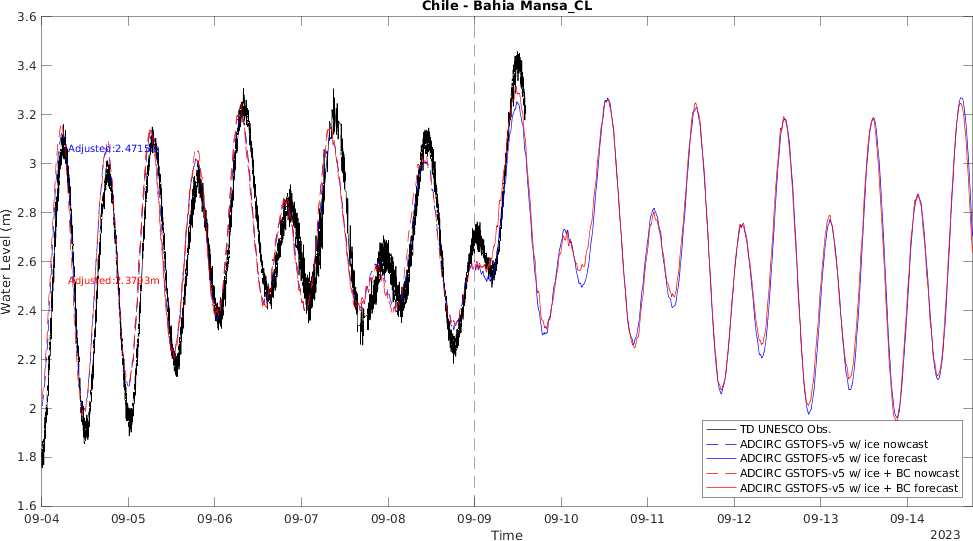 Chile - Bahia Mansa_CL
3.6
3.4
3.2
3
2.8
2.6
2.4
2.2
2
1.8
1.6
Water Level (m)
Adjusted:2.4715
Adjusted:2.3793m
TD UNESCO Obs.
ADCIRC GSTOFS-v5 w/ ice nowcast
ADCIRC GSTOFS-v5 w/ ice forecast
ADCIRC GSTOFS-v5 w/ ice + BC nowcast
ADCIRC GSTOFS-v5 w/ ice + BC forecast
09-04 09-05 09-06 09-07 09-08 09-09 09-10 09-11 09-12 09-13 09-14
Time
2023